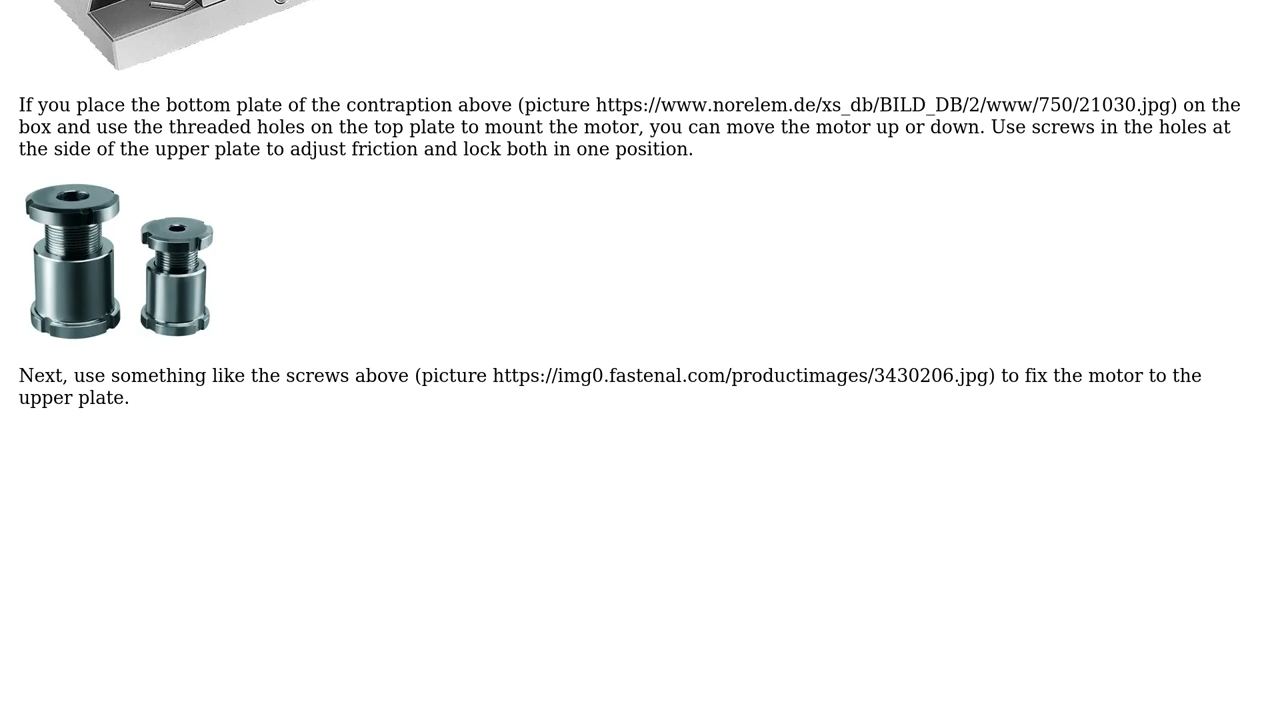 If you place the bottom plate of the contraption above (picture https://www.norelem.de/xs_db/BILD_DB/2/www/750/21030.jpg) on the
box and use the threaded holes on the top plate to mount the motor, you can move the motor up or down. Use screws in the holes at
the side of the upper plate to adjust friction and lock both in one position.
Next, use something like the screws above (picture https://img0.fastenal.com/productimages/3430206.jpg) to fix the motor to the
upper plate.